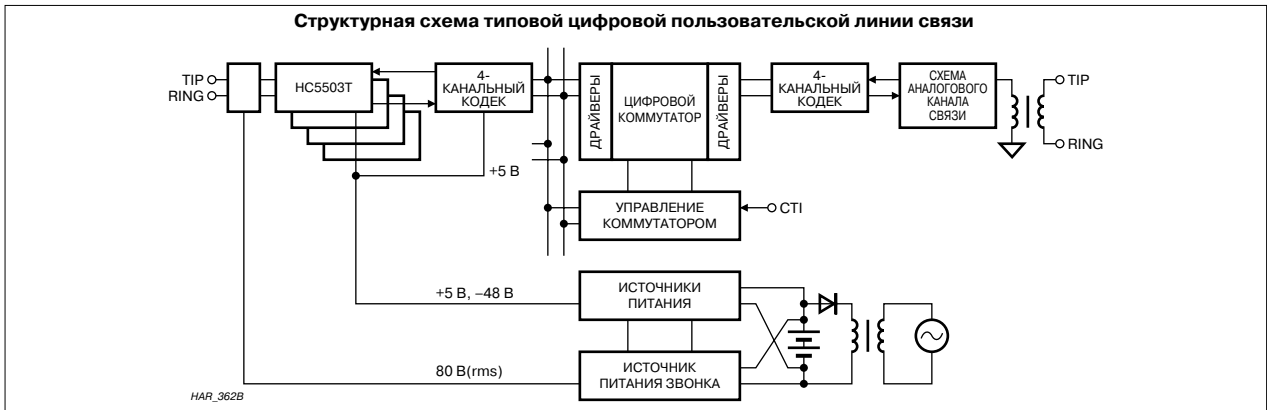 Структурная схема типовой цифровой пользовательской линии связи
TIP
RING
HC5503T
4-
КАНАЛЬНЫЙ
КОДЕК
ДРАЙВЕРЫ
ЦИФРОВОЙ
КОММУТАТОР
ДРАЙВЕРЫ
4-
КАНАЛЬНЫЙ
КОДЕК
СХЕМА
АНАЛОГОВОГО
КАНАЛА
СВЯЗИ
TIP
RING
+5 В
УПРАВЛЕНИЕ
КОММУТАТОРОМ
CTI
+5 В, –48 В
ИСТОЧНИКИ
ПИТАНИЯ
80 В(rms)
ИСТОЧНИК
ПИТАНИЯ ЗВОНКА
HAR_362B